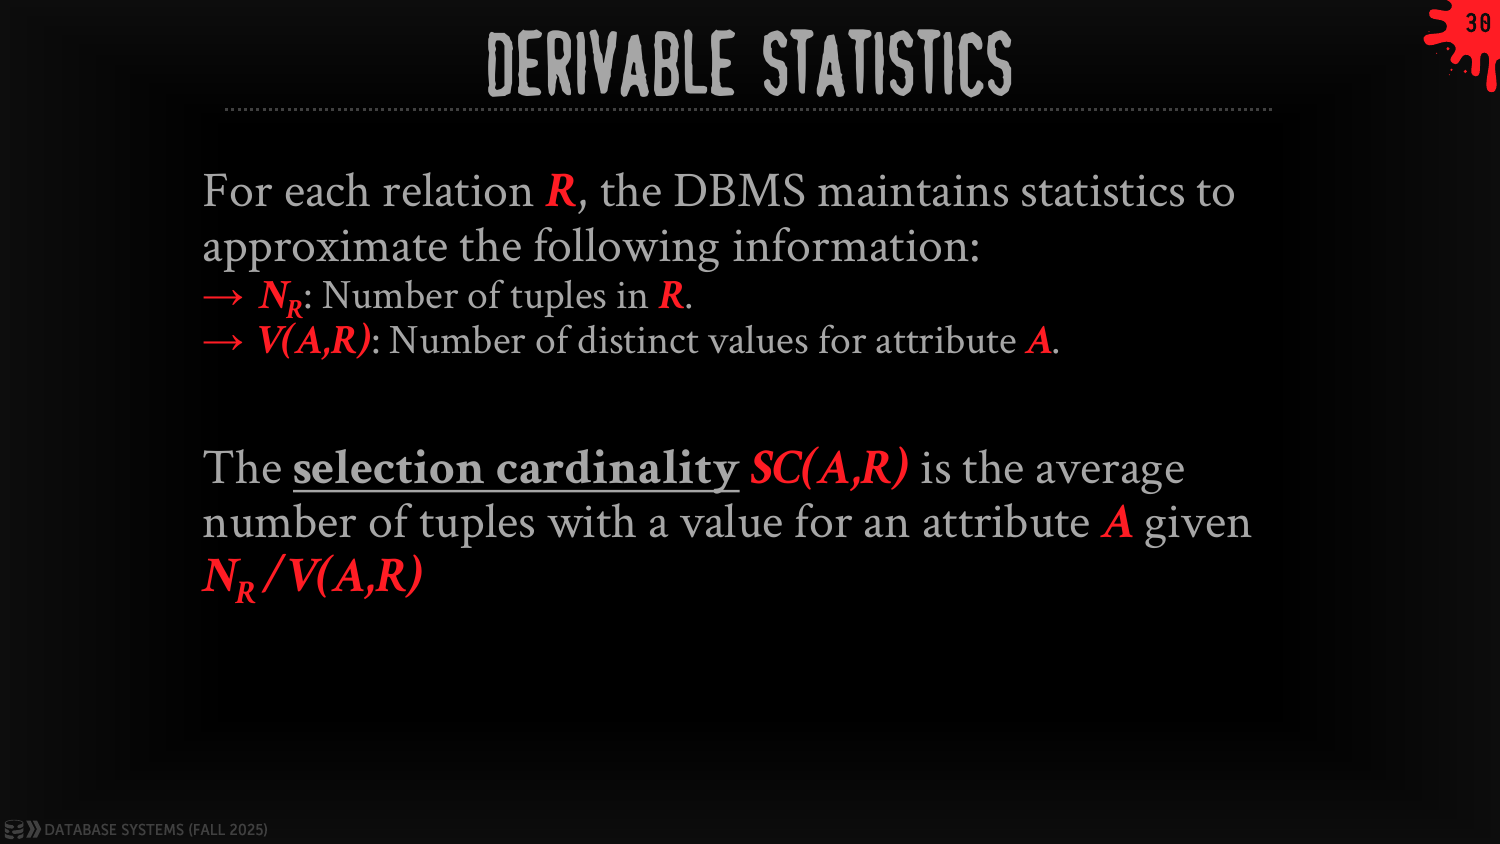 30
DERIVABLE STATISTICS
For each relation R, the DBMS maintains statistics to
approximate the following information:
→ N_R: Number of tuples in R.
→ V(A,R): Number of distinct values for attribute A.
The selection cardinality SC(A,R) is the average
number of tuples with a value for an attribute A given
N_R / V(A,R)
DATABASE SYSTEMS (FALL 2025)